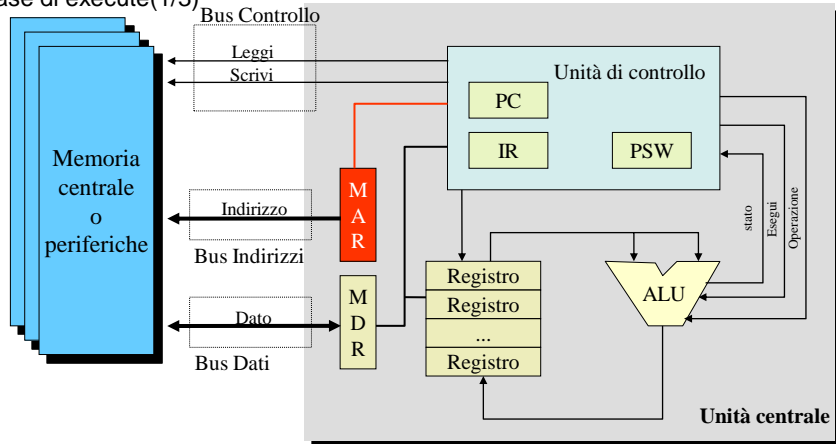 ase di execute(1/3)
Bus Controllo
Leggi
Scrivi
Unità di controllo
PC
IR
PSW
Memoria
centrale
o
periferiche
M
A
R
Indirizzo
Bus Indirizzi
stato
Esegui
Operazione
Registro
Registro
...
Registro
ALU
M
D
R
Dato
Bus Dati
Unità centrale